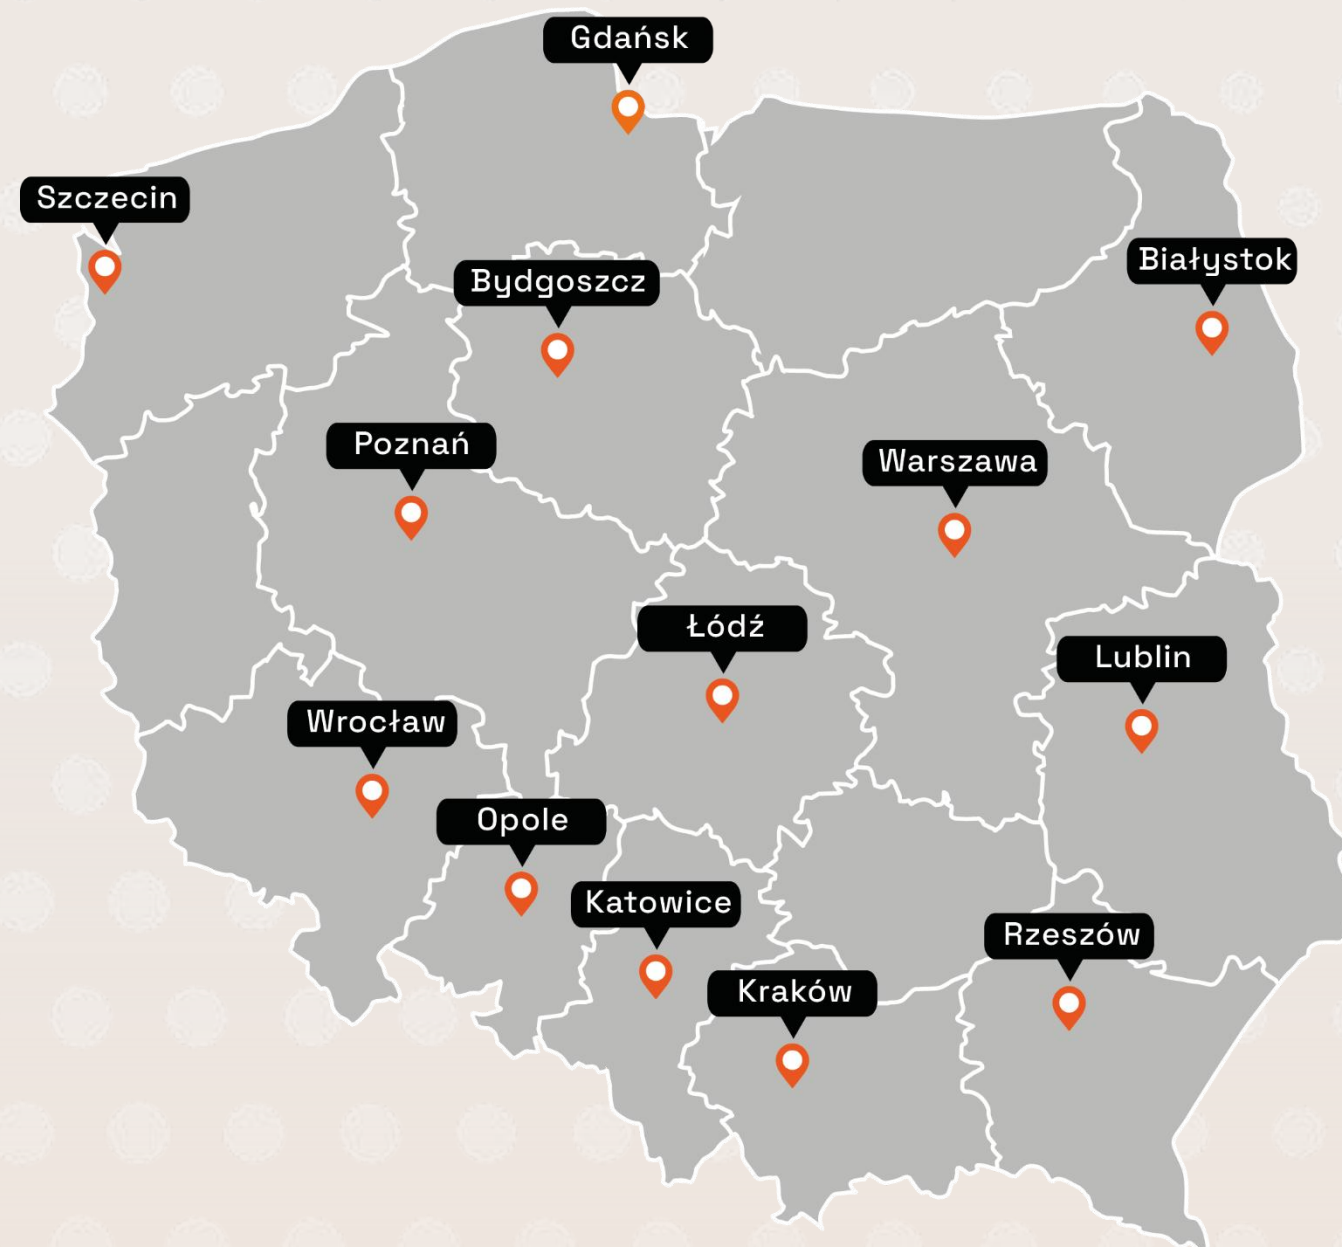 Gdańsk
Szczecin
Białystok
Bydgoszcz
Poznań
Warszawa
Łódź
Lublin
Wrocław
Opole
Katowice
Rzeszów
Kraków